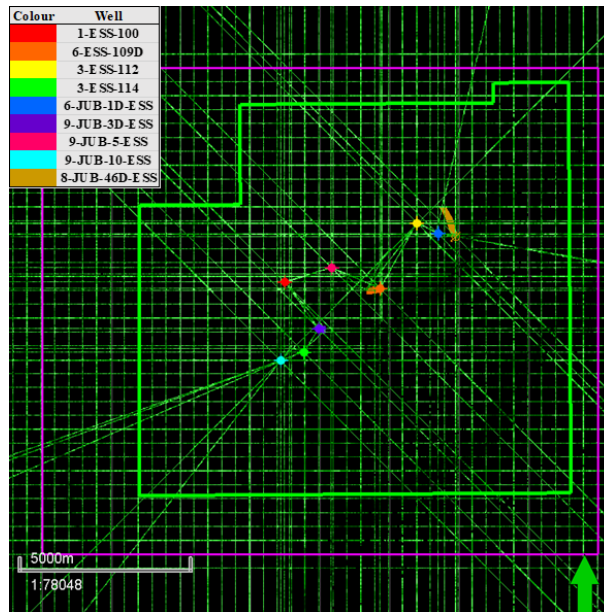 Colour Well
1-ESS-100
6-ESS-109D
3-ESS-112
3-ESS-114
6-JUB-1D-ESS
9-JUB-3D-ESS
9-JUB-5-ESS
9-JUB-10-ESS
8-JUB-46D-ESS
5000m
1:78048